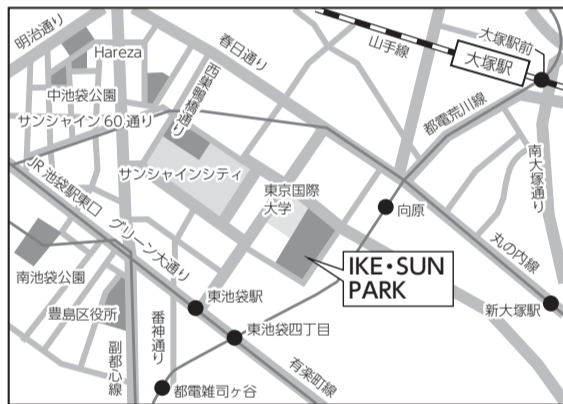 明治通り
Hareza
中池袋公園
サンシャイン60通り
西巣鴨橋通り
春日通り
山手線
大塚駅
大塚駅前
都電荒川線
南大塚通り
サンシャインシティ
東京国際
大学
向原
丸の内線
新大塚駅
JR池袋駅東口
グリーン大通り
南池袋公園
豊島区役所
東池袋駅
IKE・SUN
PARK
東池袋四丁目
有楽町線
番神通り
副都心線
都電雑司ヶ谷